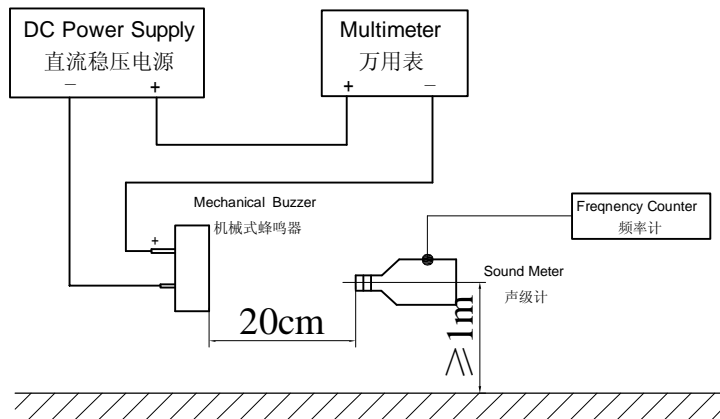 DC Power Supply
直流稳压电源
− +
Multimeter
万用表
+ −
Mechanical Buzzer
机械式蜂鸣器
+
Freqnency Counter
频率计
Sound Meter
声级计
20cm
≥1m